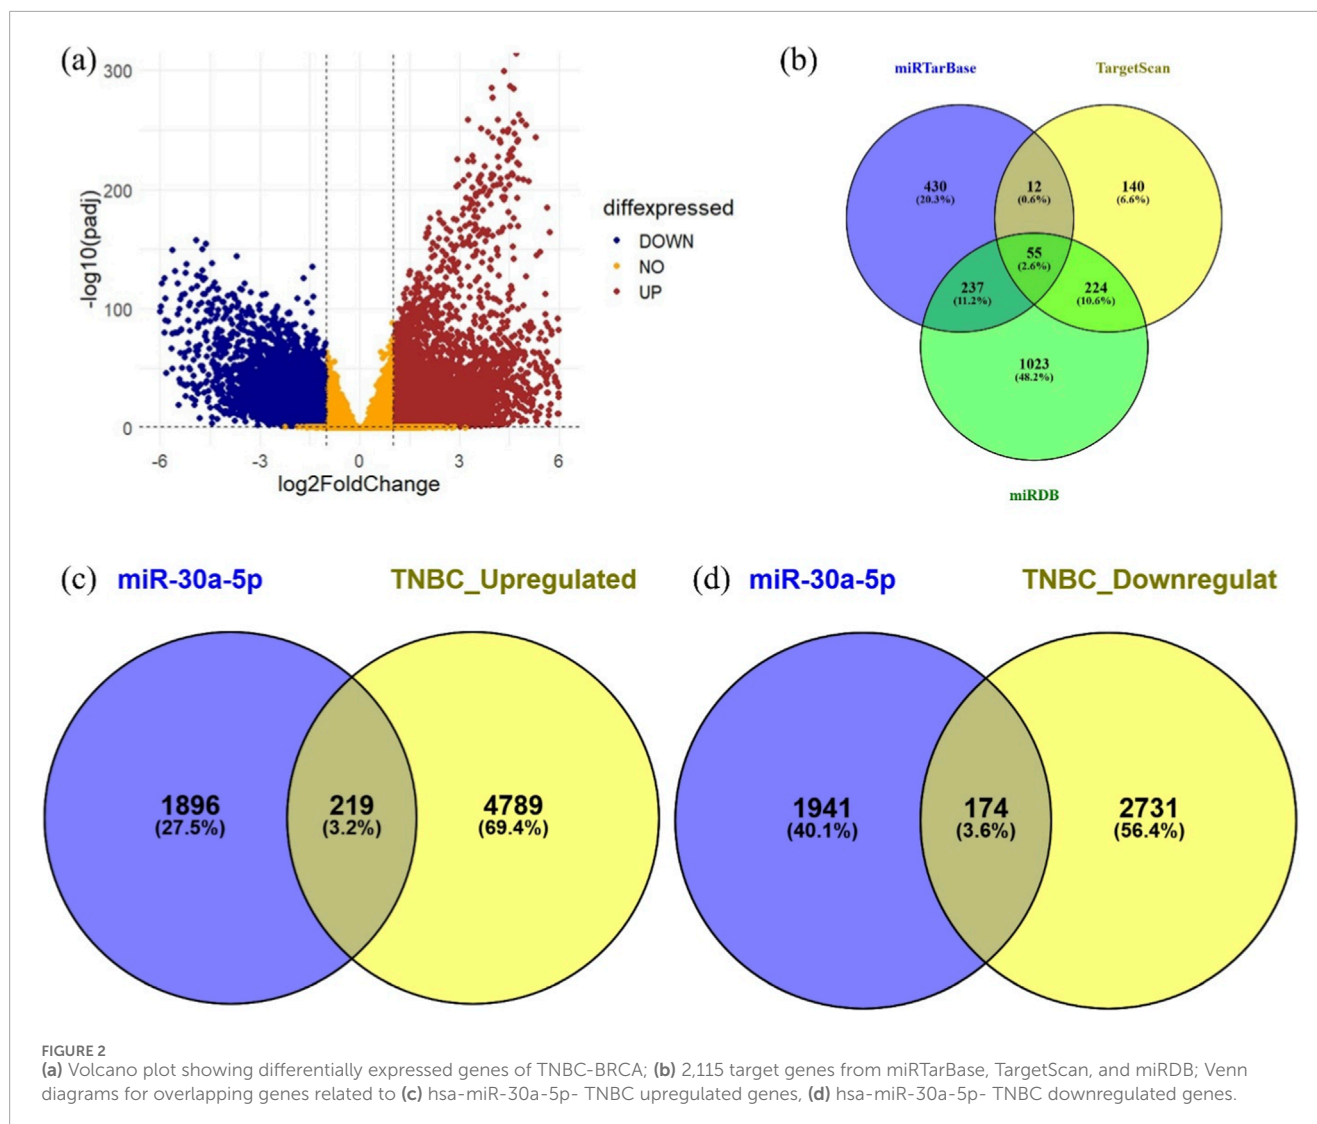 (a)
300
200
100
0
-log10(padj)
-6 -3 0 3 6
log2FoldChange
diffexpressed
DOWN
NO
UP
(b)
miRTarBase TargetScan
430 12 140
(20.3%) (0.6%) (6.6%)
55
(2.6%)
237 224
(11.2%) (10.6%)
1023
(48.2%)
miRDB
(c) miR-30a-5p TNBC_Upregulated
1896 219 4789
(27.5%) (3.2%) (69.4%)
(d) miR-30a-5p TNBC_Downregulat
1941 174 2731
(40.1%) (3.6%) (56.4%)
FIGURE 2
(a) Volcano plot showing differentially expressed genes of TNBC-BRCA; (b) 2,115 target genes from miRTarBase, TargetScan, and miRDB; Venn
diagrams for overlapping genes related to (c) hsa-miR-30a-5p- TNBC upregulated genes, (d) hsa-miR-30a-5p- TNBC downregulated genes.